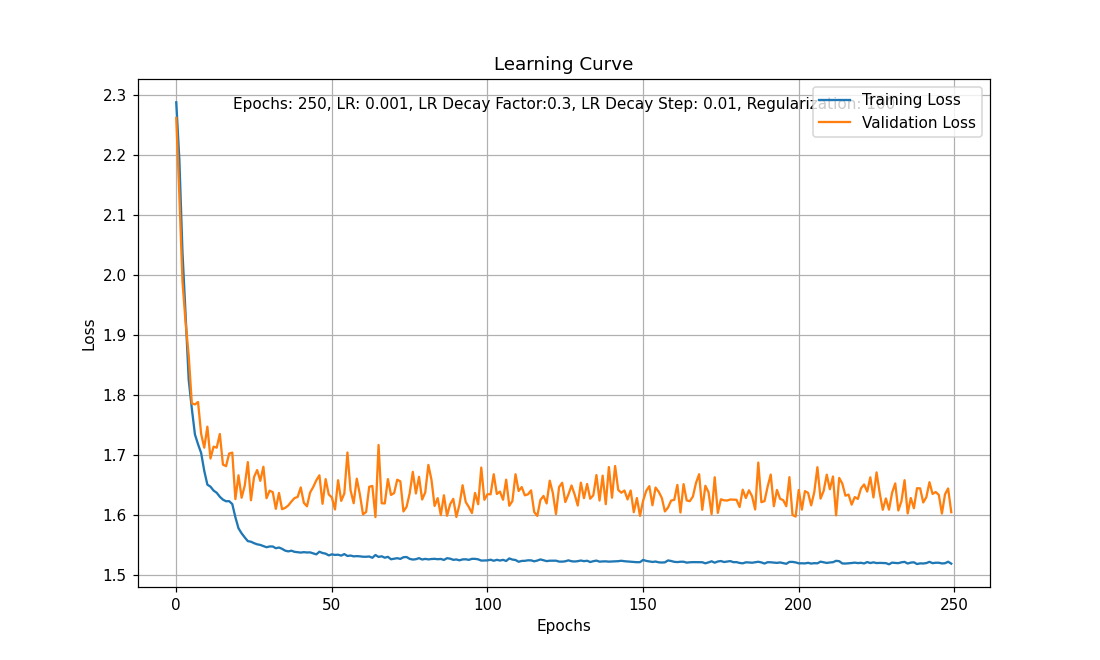 Learning Curve
Epochs: 250, LR: 0.001, LR Decay Factor:0.3, LR Decay Step: 0.01, Regularization: 100
Training Loss
Validation Loss
2.3
2.2
2.1
2.0
1.9
1.8
1.7
1.6
1.5
Loss
0 50 100 150 200 250
Epochs